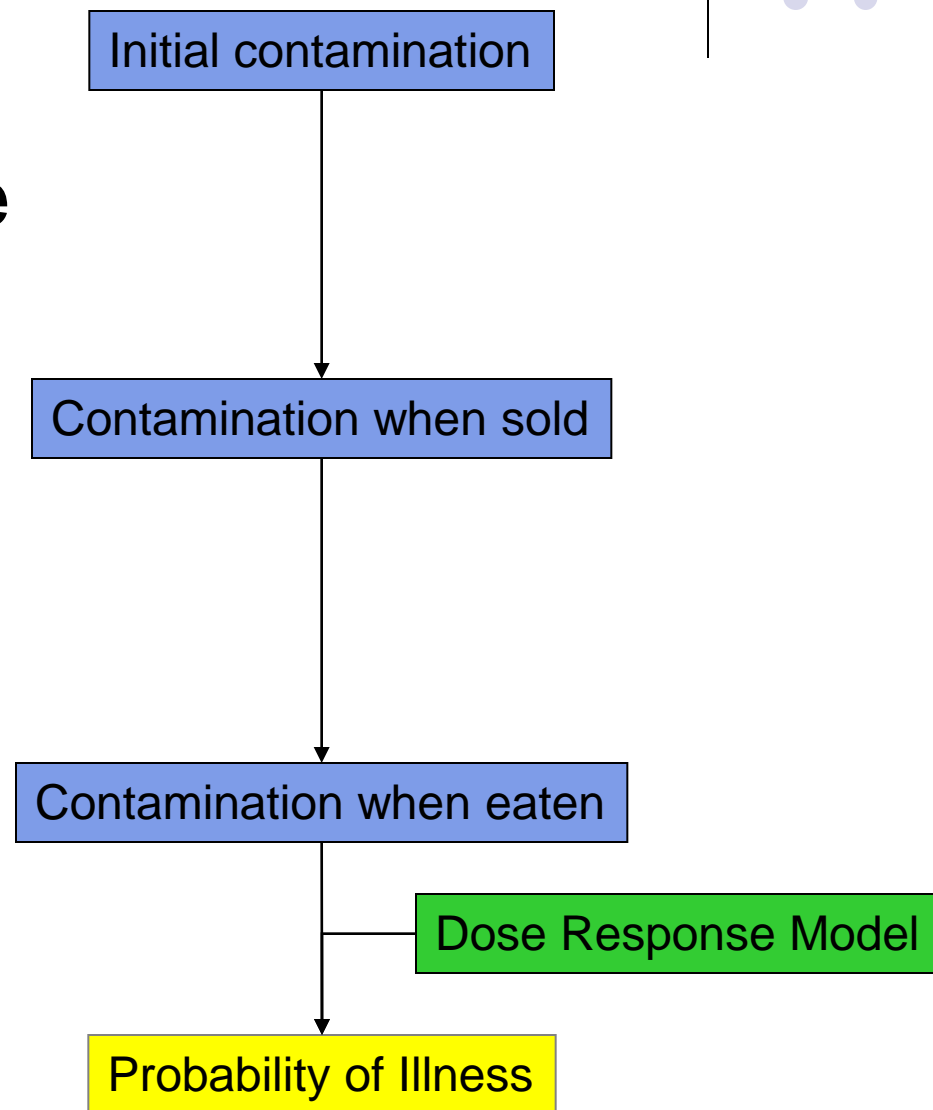 Initial contamination
e
Contamination when sold
Contamination when eaten
Dose Response Model
Probability of Illness